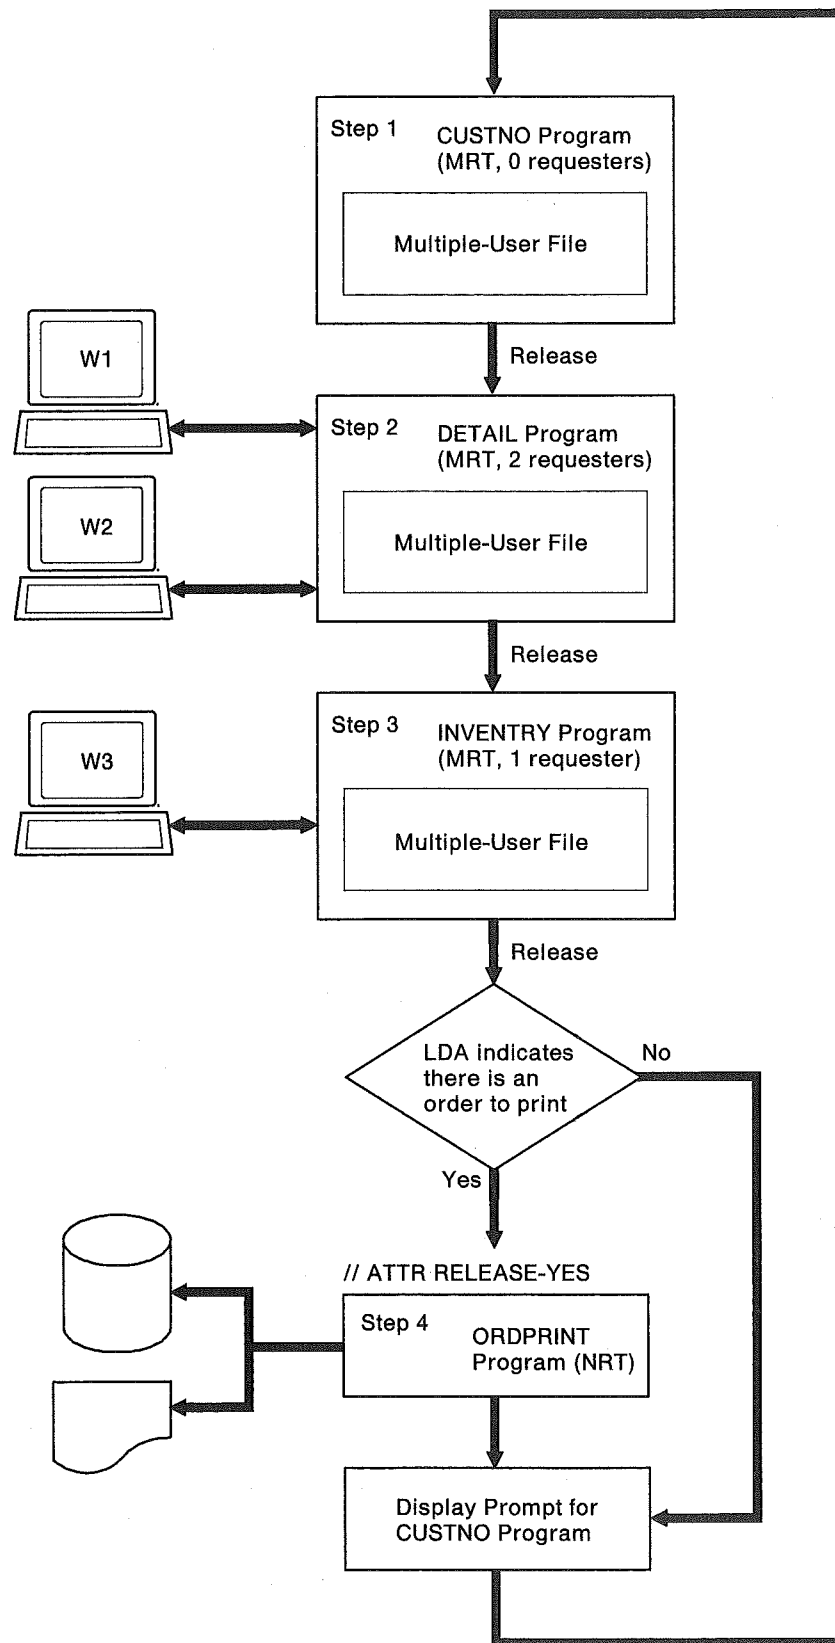 Step 1
CUSTNO Program
(MRT, 0 requesters)
Multiple-User File
Release
W1
Step 2
DETAIL Program
(MRT, 2 requesters)
W2
Multiple-User File
Release
Step 3
INVENTRY Program
(MRT, 1 requester)
W3
Multiple-User File
Release
LDA indicates
there is an
order to print
No
Yes
// ATTR RELEASE-YES
Step 4
ORDPRINT
Program (NRT)
Display Prompt for
CUSTNO Program